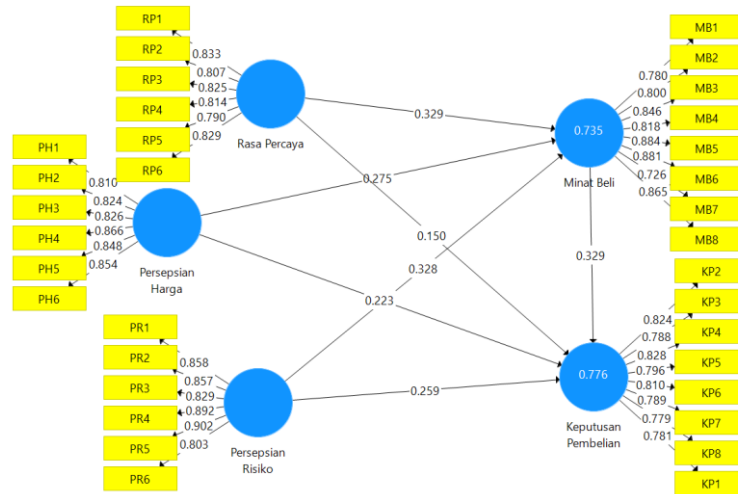 RP1
RP2
RP3
RP4
RP5
RP6
0.833
0.807
0.825
0.814
0.790
0.829
Rasa Percaya
PH1
PH2
PH3
PH4
PH5
PH6
0.810
0.824
0.826
0.866
0.848
0.854
Persepsian
Harga
PR1
PR2
PR3
PR4
PR5
PR6
0.858
0.857
0.829
0.892
0.902
0.803
Persepsian
Risiko
0.329
0.275
0.150
0.328
0.223
0.259
0.329
0.735
Minat Beli
0.780
0.800
0.846
0.818
0.884
0.881
0.726
0.865
MB1
MB2
MB3
MB4
MB5
MB6
MB7
MB8
0.776
Keputusan
Pembelian
0.824
0.788
0.828
0.796
0.810
0.789
0.779
0.781
KP2
KP3
KP4
KP5
KP6
KP7
KP8
KP1